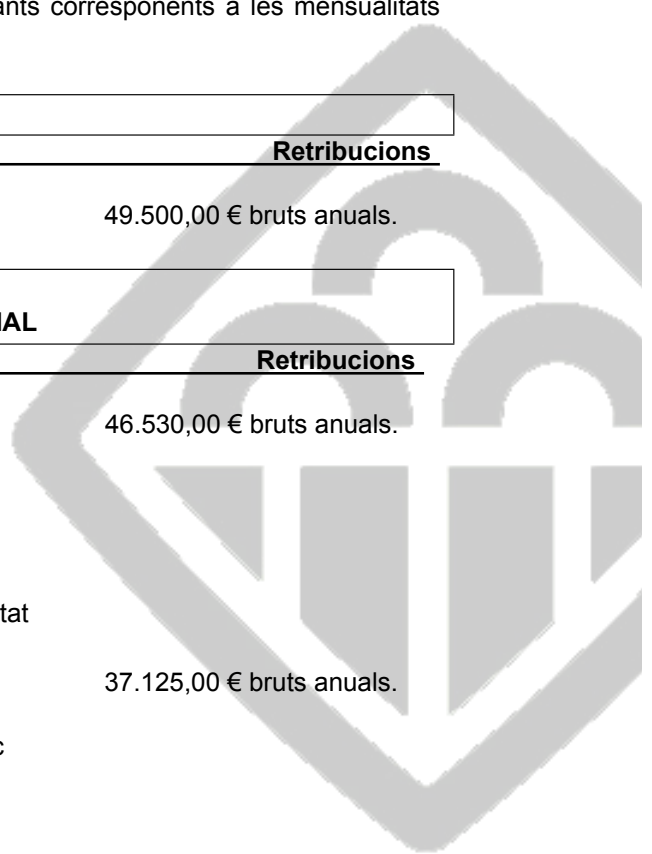 ants corresponents a les mensualitats
Retribucions
49.500,00 € bruts anuals.
Retribucions
46.530,00 € bruts anuals.
tat
37.125,00 € bruts anuals.